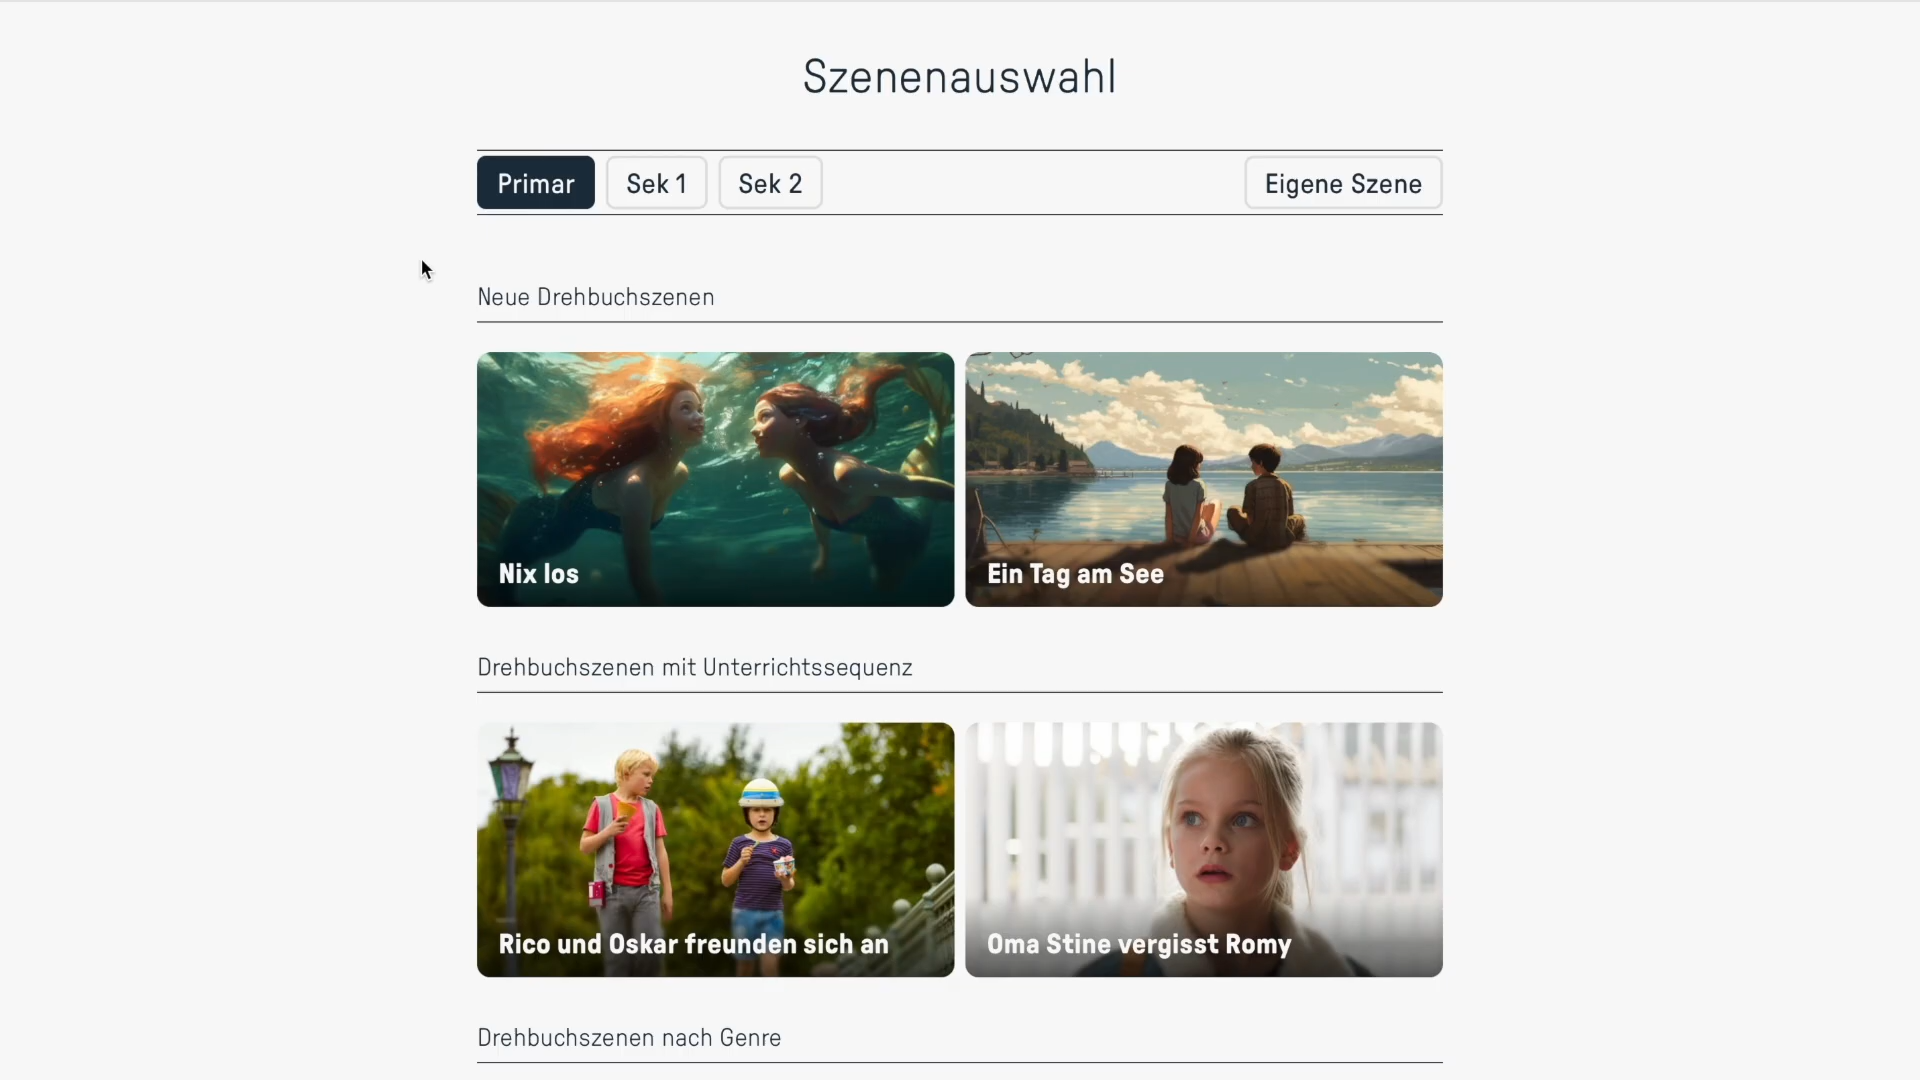 Szenenauswahl
Primar
Sek 1
Sek 2
Eigene Szene
Neue Drehbuchszenen
Nix los
Ein Tag am See
Drehbuchszenen mit Unterrichtssequenz
Rico und Oskar freunden sich an
Oma Stine vergisst Romy
Drehbuchszenen nach Genre